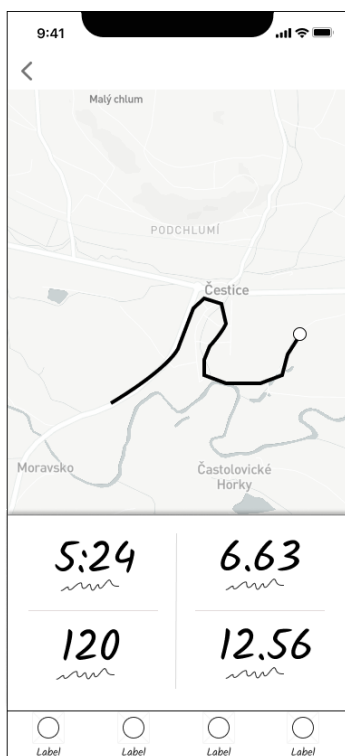 9:41
Malý chlum
PODCHLUMÍ
Čestice
Moravsko
Častolovické
Horky
5:24 6.63
120 12.56
Label Label Label Label